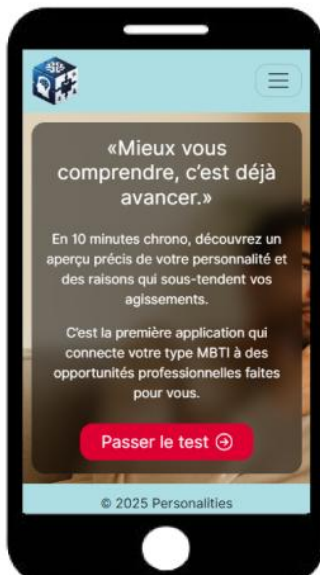 «Mieux vous
comprendre, c'est déjà
avancer.»
En 10 minutes chrono, découvrez un
aperçu précis de votre personnalité et
des raisons qui sous-tendent vos
agissements.
C'est la première application qui
connecte votre type MBTI à des
opportunités professionnelles faites
pour vous.
Passer le test
© 2025 Personalities